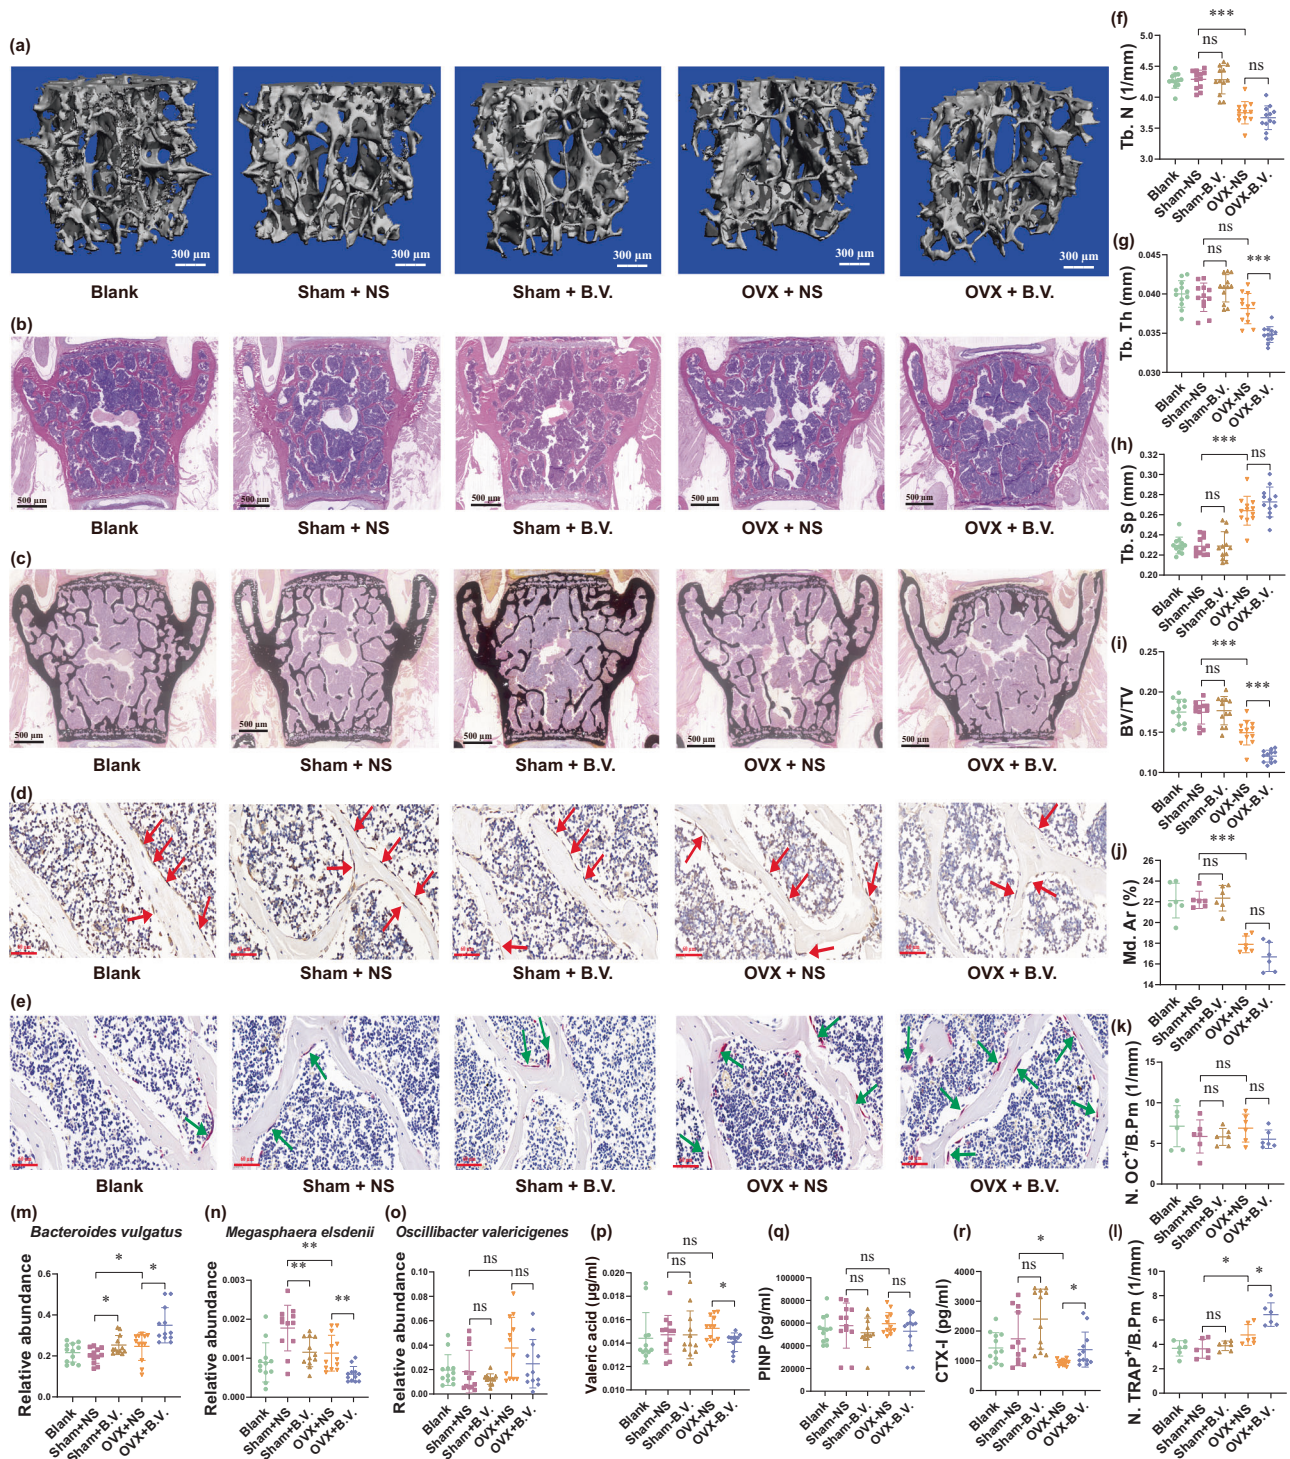 (a)
300 µm
300 µm
300 µm
300 µm
300 µm
Blank
Sham + NS
Sham + B.V.
OVX + NS
OVX + B.V.
(b)
500 µm
500 µm
500 µm
500 µm
500 µm
Blank
Sham + NS
Sham + B.V.
OVX + NS
OVX + B.V.
(c)
500 µm
500 µm
500 µm
500 µm
500 µm
Blank
Sham + NS
Sham + B.V.
OVX + NS
OVX + B.V.
(d)
Blank
Sham + NS
Sham + B.V.
OVX + NS
OVX + B.V.
(e)
Blank
Sham + NS
Sham + B.V.
OVX + NS
OVX + B.V.
(f)
***
ns
ns
Tb. N (1/mm)
5.0
4.5
4.0
3.5
3.0
Blank
Sham-NS
Sham-B.V.
OVX-NS
OVX-B.V.
(g)
ns
ns
***
Tb. Th (mm)
0.045
0.040
0.035
0.030
Blank
Sham-NS
Sham-B.V.
OVX-NS
OVX-B.V.
(h)
***
ns
ns
Tb. Sp (mm)
0.32
0.30
0.28
0.26
0.24
0.22
0.20
Blank
Sham-NS
Sham-B.V.
OVX-NS
OVX-B.V.
(i)
***
ns
***
BV/TV
0.25
0.20
0.15
0.10
Blank
Sham-NS
Sham-B.V.
OVX-NS
OVX-B.V.
(j)
***
ns
ns
Md. Ar (%)
26
24
22
20
18
16
14
Blank
Sham+NS
Sham+B.V.
OVX+NS
OVX+B.V.
(k)
ns
ns
ns
N. OC⁺/B.Pm (1/mm)
15
10
5
0
Blank
Sham+NS
Sham+B.V.
OVX+NS
OVX+B.V.
(m)
Bacteroides vulgatus
*
*
*
Relative abundance
0.6
0.4
0.2
0.0
Blank
Sham+NS
Sham+B.V.
OVX+NS
OVX+B.V.
(n)
Megasphaera elsdenii
**
**
**
Relative abundance
0.003
0.002
0.001
0.000
Blank
Sham+NS
Sham+B.V.
OVX+NS
OVX+B.V.
(o)
Oscillibacter valericigenes
ns
ns
ns
Relative abundance
0.10
0.08
0.06
0.04
0.02
0.00
Blank
Sham+NS
Sham+B.V.
OVX+NS
OVX+B.V.
(p)
ns
ns
*
Valeric acid (µg/ml)
0.020
0.018
0.016
0.014
0.012
0.010
Blank
Sham-NS
Sham-B.V.
OVX-NS
OVX-B.V.
(q)
ns
ns
ns
PINP (pg/ml)
100000
80000
60000
40000
20000
0
Blank
Sham-NS
Sham-B.V.
OVX-NS
OVX-B.V.
(r)
*
ns
*
CTX-I (pg/ml)
4000
3000
2000
1000
0
Blank
Sham-NS
Sham-B.V.
OVX-NS
OVX-B.V.
(l)
*
*
ns
N. TRAP⁺/B.Pm (1/mm)
10
8
6
4
2
0
Blank
Sham+NS
Sham+B.V.
OVX+NS
OVX+B.V.